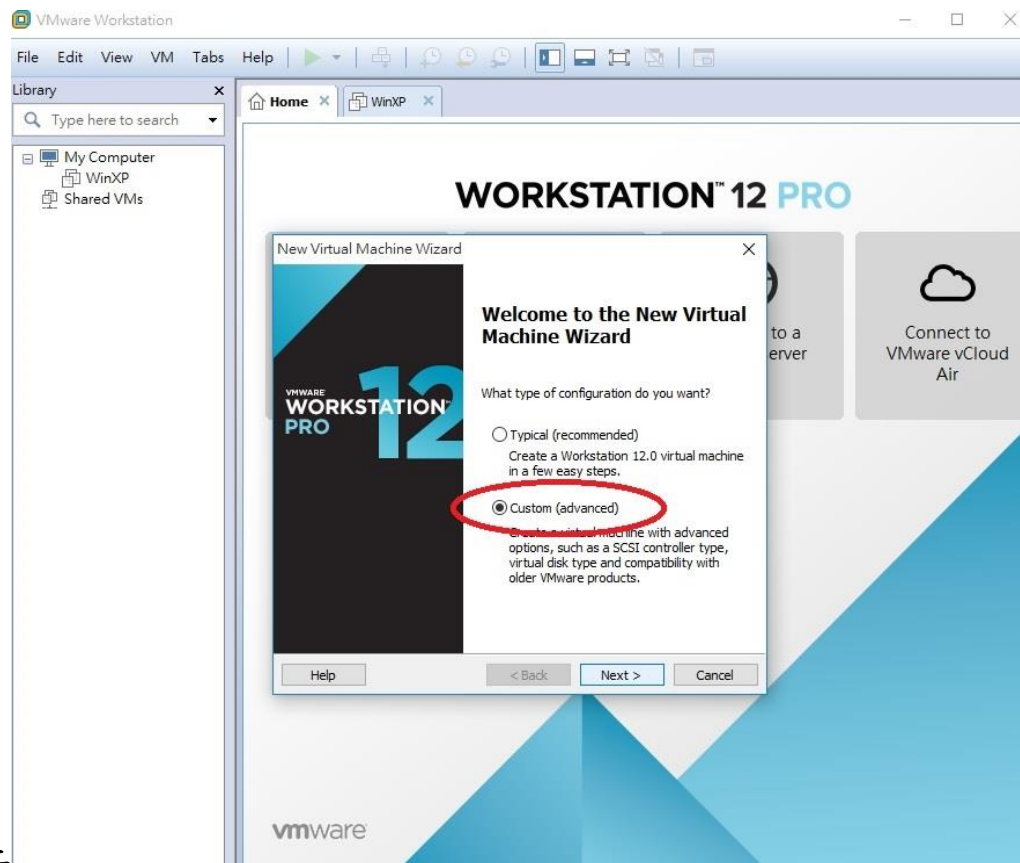 VMware Workstation
File Edit View VM Tabs Help
Library
Type here to search
My Computer
WinXP
Shared VMs
Home
WinXP
WORKSTATION™ 12 PRO
New Virtual Machine Wizard
VMWARE
WORKSTATION™
PRO 12
Welcome to the New Virtual
Machine Wizard
What type of configuration do you want?
Typical (recommended)
Create a Workstation 12.0 virtual machine
in a few easy steps.
Custom (advanced)
Create a virtual machine with advanced
options, such as a SCSI controller type,
virtual disk type and compatibility with
older VMware products.
Help
< Back
Next >
Cancel
to a
erver
Connect to
VMware vCloud
Air
vmware